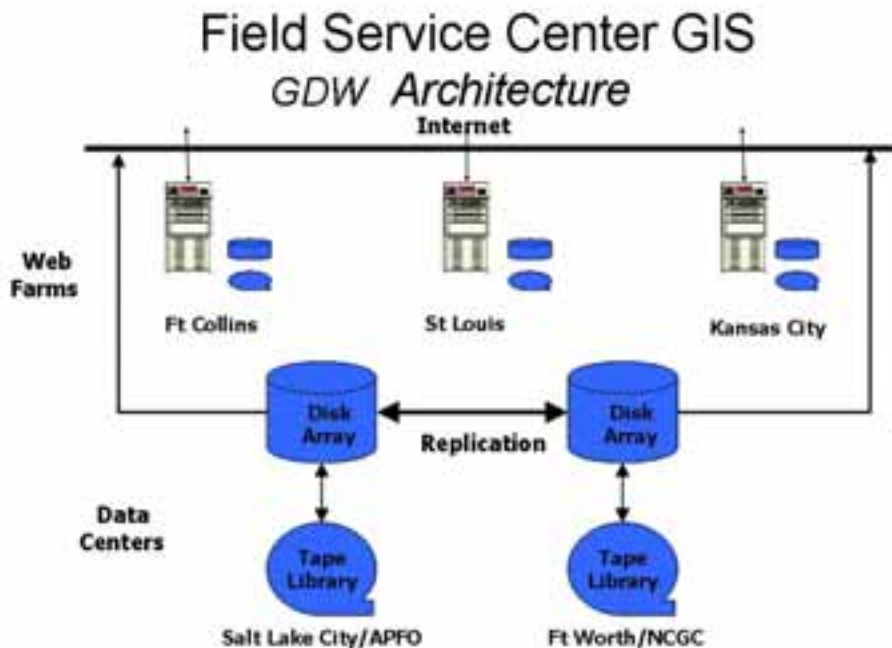 Field Service Center GIS
GDW Architecture
Internet
Web
Farms
Ft Collins
St Louis
Kansas City
Disk
Array
Replication
Disk
Array
Data
Centers
Tape
Library
Tape
Library
Salt Lake City/APFO
Ft Worth/NCGC